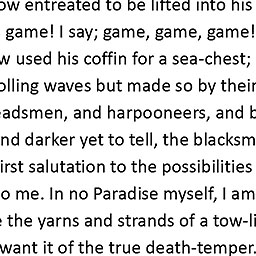 ow entreated to be lifted into his
game! I say; game, game, game!
w used his coffin for a sea-chest;
olling waves but made so by their
eadsmen, and harpooneers, and b
nd darker yet to tell, the blacksm
irst salutation to the possibilities
o me. In no Paradise myself, I am
e the yarns and strands of a tow-li
want it of the true death-temper.